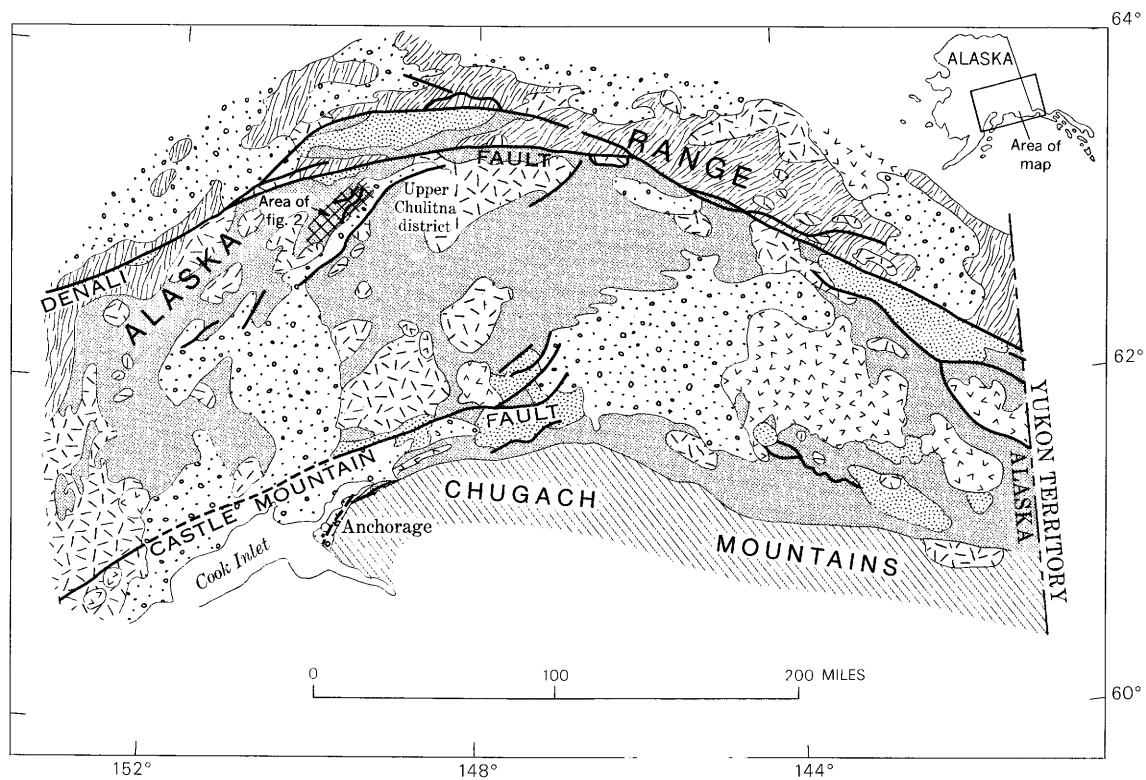 64°
ALASKA
Area of
map
RANGE
FAULT
Area of
fig. 2
Upper
Chulitna
district
ALASKA
DENALI
62°
FAULT
YUKON TERRITORY
ALASKA
CASTLE MOUNTAIN
CHUGACH
MOUNTAINS
Anchorage
Cook Inlet
0 100 200 MILES
60°
152° 148° 144°